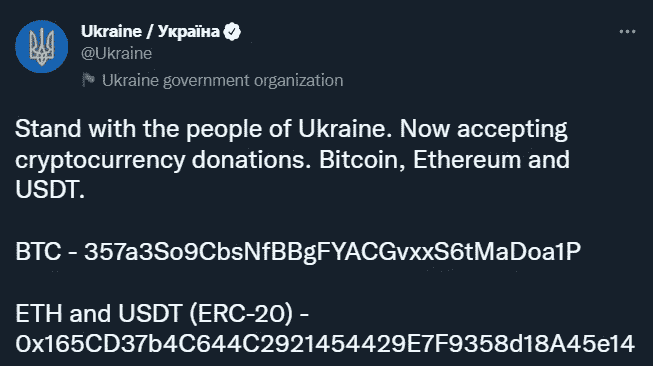 Ukraine / Україна
@Ukraine
Ukraine government organization
Stand with the people of Ukraine. Now accepting
cryptocurrency donations. Bitcoin, Ethereum and
USDT.
BTC - 357a3So9CbsNfBBgFYACGvxxS6tMaDoa1P
ETH and USDT (ERC-20) -
0x165CD37b4C644C2921454429E7F9358d18A45e14